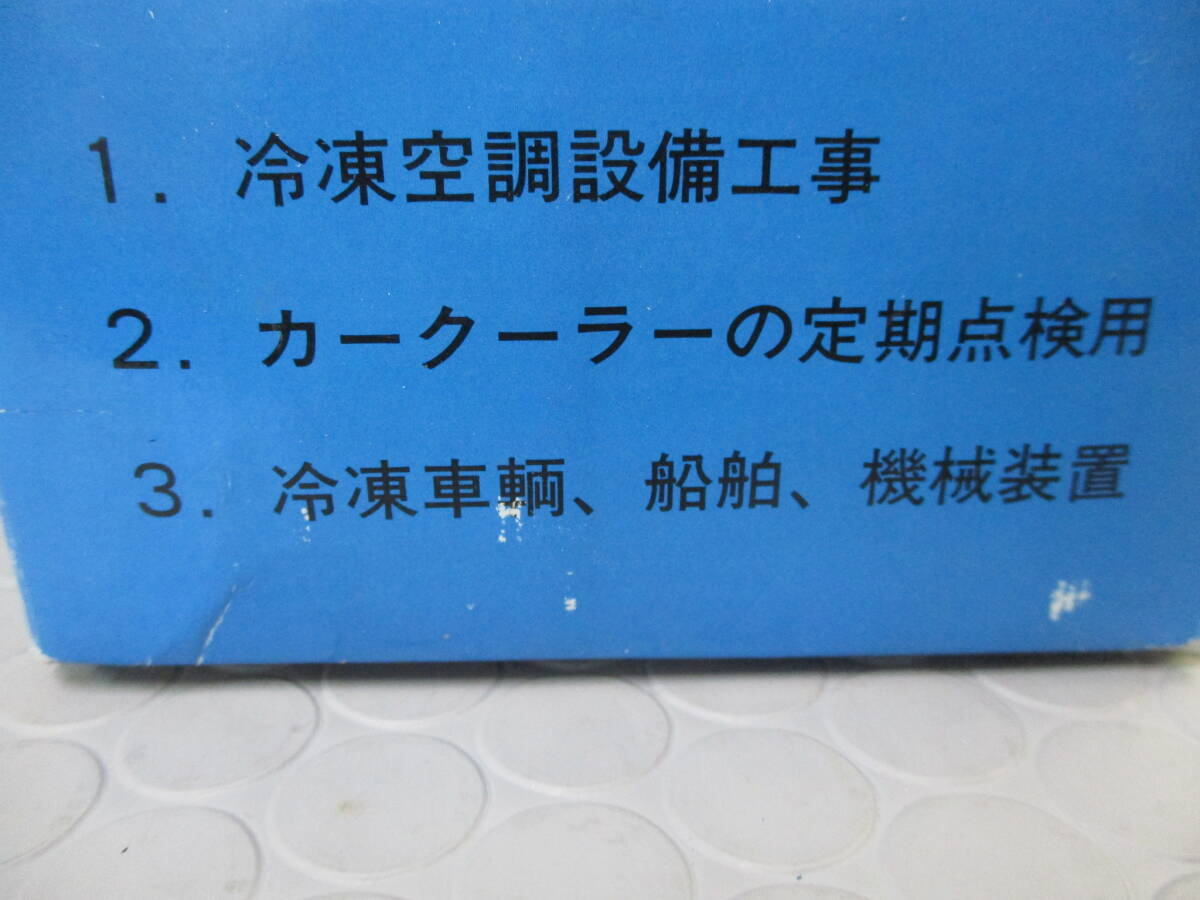 1. 冷凍空調設備工事
2. カークーラーの定期点検用
3. 冷凍車輌、船舶、機械装置